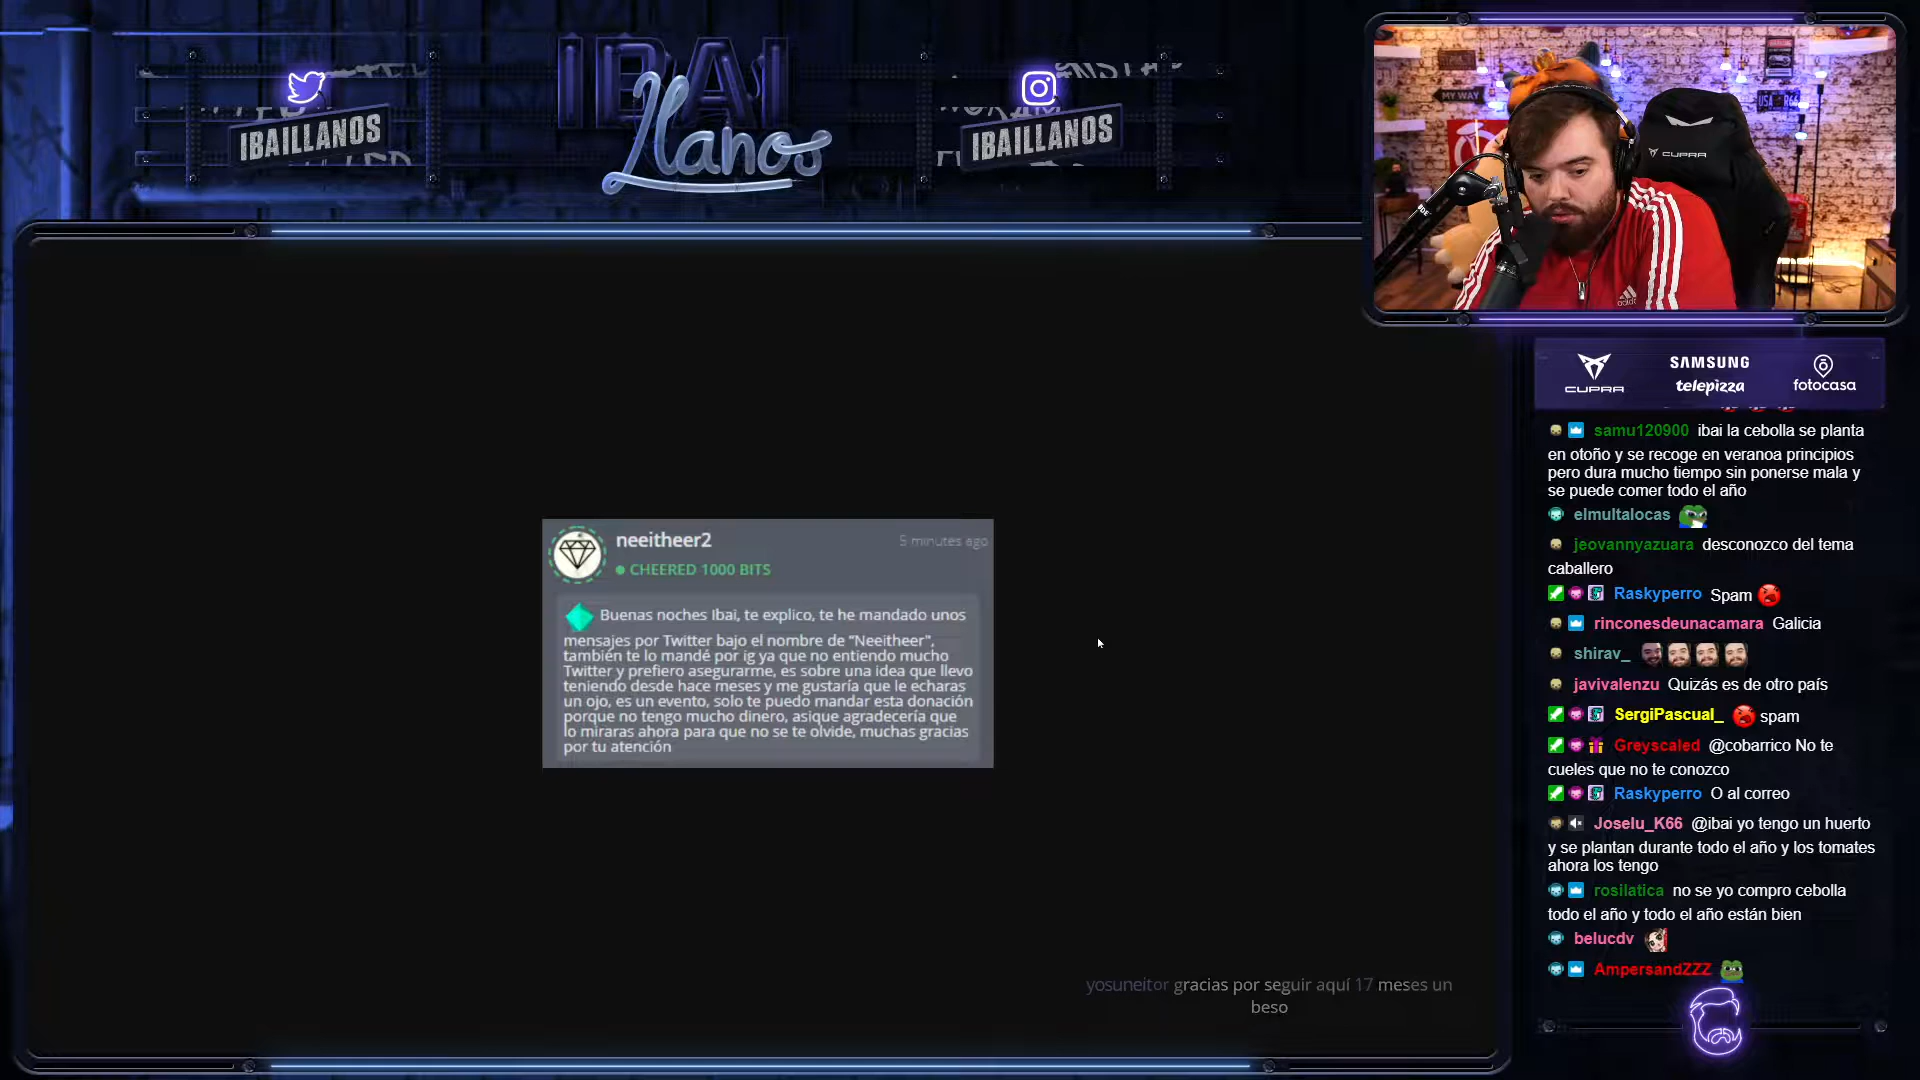 IBAI
Llanos
IBAILLANOS
IBAILLANOS
MY WAY
CUPRA
adidas
CUPRA
SAMSUNG
telepizza
fotocasa
neeitheer2
5 minutes ago
CHEERED 1000 BITS
Buenas noches Ibai, te explico, te he mandado unos
mensajes por Twitter bajo el nombre de "Neeitheer",
también te lo mandé por ig ya que no entiendo mucho
Twitter y prefiero asegurarme, es sobre una idea que llevo
teniendo desde hace meses y me gustaría que le echaras
un ojo, es un evento, solo te puedo mandar esta donación
porque no tengo mucho dinero, asique agradecería que
lo miraras ahora para que no se te olvide, muchas gracias
por tu atención
yosuneitor gracias por seguir aquí 17 meses un
beso
samu120900 ibai la cebolla se planta
en otoño y se recoge en veranoa principios
pero dura mucho tiempo sin ponerse mala y
se puede comer todo el año
elmultalocas
jeovannyazuara desconozco del tema
caballero
Raskyperro Spam
rinconesdeunacamara Galicia
shirav_
javivalenzu Quizás es de otro país
SergiPascual_ spam
Greyscaled @cobarrico No te
cueles que no te conozco
Raskyperro O al correo
Joselu_K66 @ibai yo tengo un huerto
y se plantan durante todo el año y los tomates
ahora los tengo
rosilatica no se yo compro cebolla
todo el año y todo el año están bien
belucdv
AmpersandZZZ